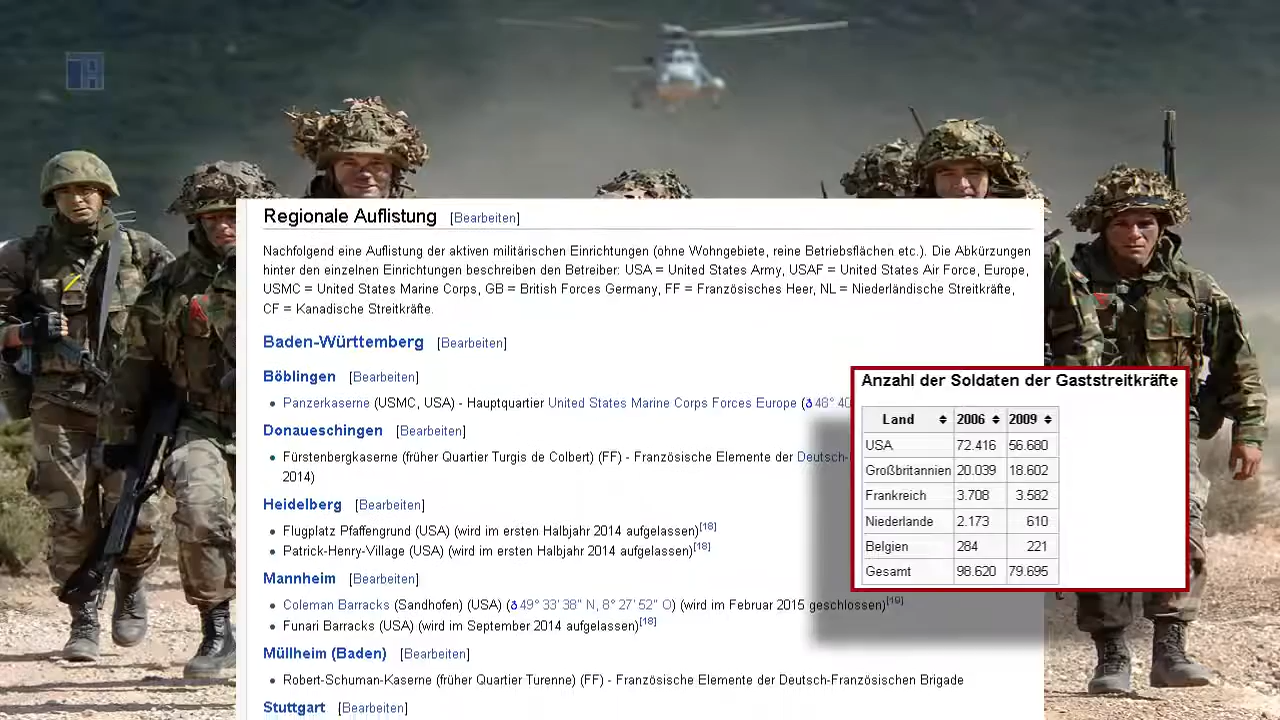 Regionale Auflistung [Bearbeiten]
Nachfolgend eine Auflistung der aktiven militärischen Einrichtungen (ohne Wohngebiete, reine Betriebsflächen etc.). Die Abkürzungen
hinter den einzelnen Einrichtungen beschreiben den Betreiber: USA = United States Army, USAF = United States Air Force, Europe,
USMC = United States Marine Corps, GB = British Forces Germany, FF = Französisches Heer, NL = Niederländische Streitkräfte,
CF = Kanadische Streitkräfte.
Baden-Württemberg [Bearbeiten]
Böblingen [Bearbeiten]
Panzerkaserne (USMC, USA) - Hauptquartier United States Marine Corps Forces Europe (48° 40
Donaueschingen [Bearbeiten]
Fürstenbergkaserne (früher Quartier Turgis de Colbert) (FF) - Französische Elemente der Deutsch-
2014)
Heidelberg [Bearbeiten]
Flugplatz Pfaffengrund (USA) (wird im ersten Halbjahr 2014 aufgelassen)[18]
Patrick-Henry-Village (USA) (wird im ersten Halbjahr 2014 aufgelassen)[18]
Mannheim [Bearbeiten]
Coleman Barracks (Sandhofen) (USA) (49° 33' 38" N, 8° 27' 52" O) (wird im Februar 2015 geschlossen)[19]
Funari Barracks (USA) (wird im September 2014 aufgelassen)[18]
Müllheim (Baden) [Bearbeiten]
Robert-Schuman-Kaserne (früher Quartier Turenne) (FF) - Französische Elemente der Deutsch-Französischen Brigade
Stuttgart [Bearbeiten]
Anzahl der Soldaten der Gaststreitkräfte
Land 2006 2009
USA 72.416 56.680
Großbritannien 20.039 18.602
Frankreich 3.708 3.582
Niederlande 2.173 610
Belgien 284 221
Gesamt 98.620 79.695